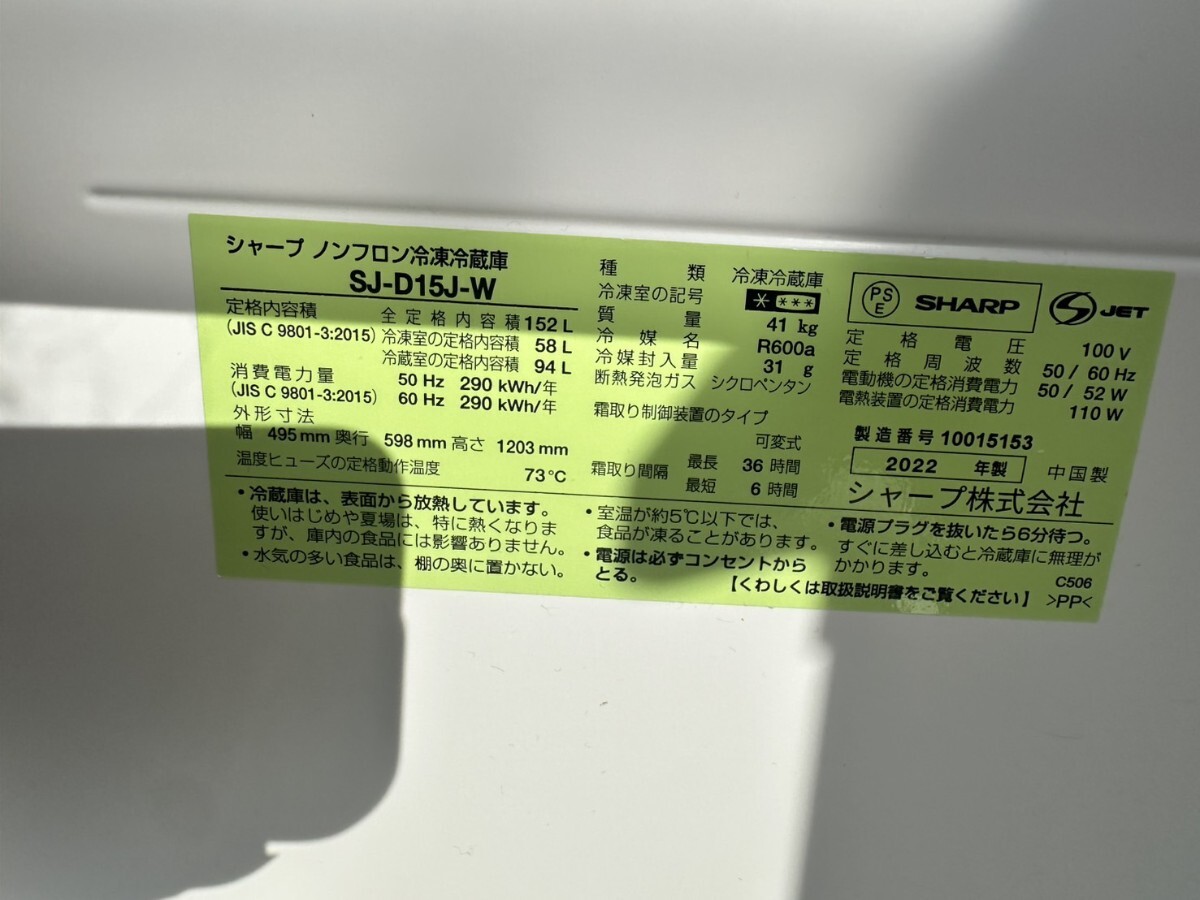 シャープ ノンフロン冷凍冷蔵庫
SJ-D15J-W
定格内容積 全定格内容積 152 L
(JIS C 9801-3:2015) 冷凍室の定格内容積 58 L
冷蔵室の定格内容積 94 L
消費電力量 50 Hz 290 kWh/年
(JIS C 9801-3:2015) 60 Hz 290 kWh/年
外形寸法
幅 495 mm 奥行 598 mm 高さ 1203 mm
温度ヒューズの定格動作温度 73℃
種類 冷凍冷蔵庫
冷凍室の記号 * ***
質量 41 kg
冷媒名 R600a
冷媒封入量 31 g
断熱発泡ガス シクロペンタン
霜取り制御装置のタイプ
可変式
霜取り間隔 最長 36 時間
最短 6 時間
PSE SHARP S JET
定格電圧 100 V
定格周波数 50 / 60 Hz
電動機の定格消費電力 50 / 52 W
電熱装置の定格消費電力 110 W
製造番号 10015153
2022 年製 中国製
シャープ株式会社
・冷蔵庫は、表面から放熱しています。
使いはじめや夏場は、特に熱くなりま
すが、庫内の食品には影響ありません。
・水気の多い食品は、棚の奥に置かない。
・室温が約5℃以下では、
食品が凍ることがあります。
・電源は必ずコンセントから
とる。
・電源プラグを抜いたら6分待つ。
すぐに差し込むと冷蔵庫に無理が
かかります。
C506
【くわしくは取扱説明書をご覧ください】 >PP<